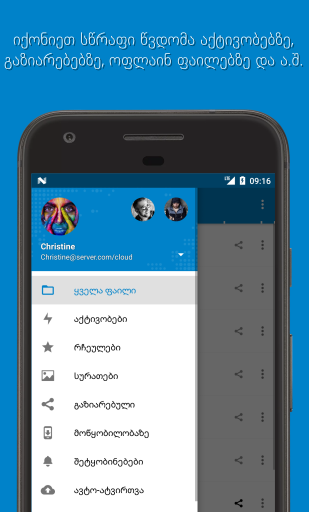 იქონიეთ სწრაფი წვდომა აქტივობებზე,
გაზიარებებზე, ოფლაინ ფაილებზე და ა.შ.
09:16
Christine
Christine@server.com/cloud
ყველა ფაილი
აქტივობები
რჩეულები
სურათები
გაზიარებული
მოწყობილობაზე
შეტყობინებები
ავტო-ატვირთვა